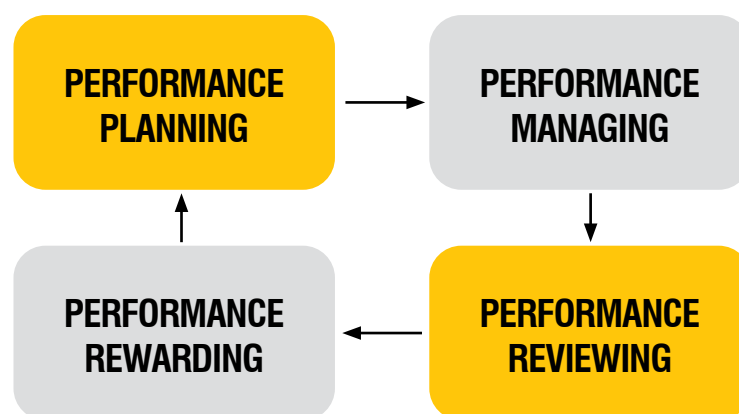 PERFORMANCE
PLANNING
PERFORMANCE
MANAGING
PERFORMANCE
REWARDING
PERFORMANCE
REVIEWING